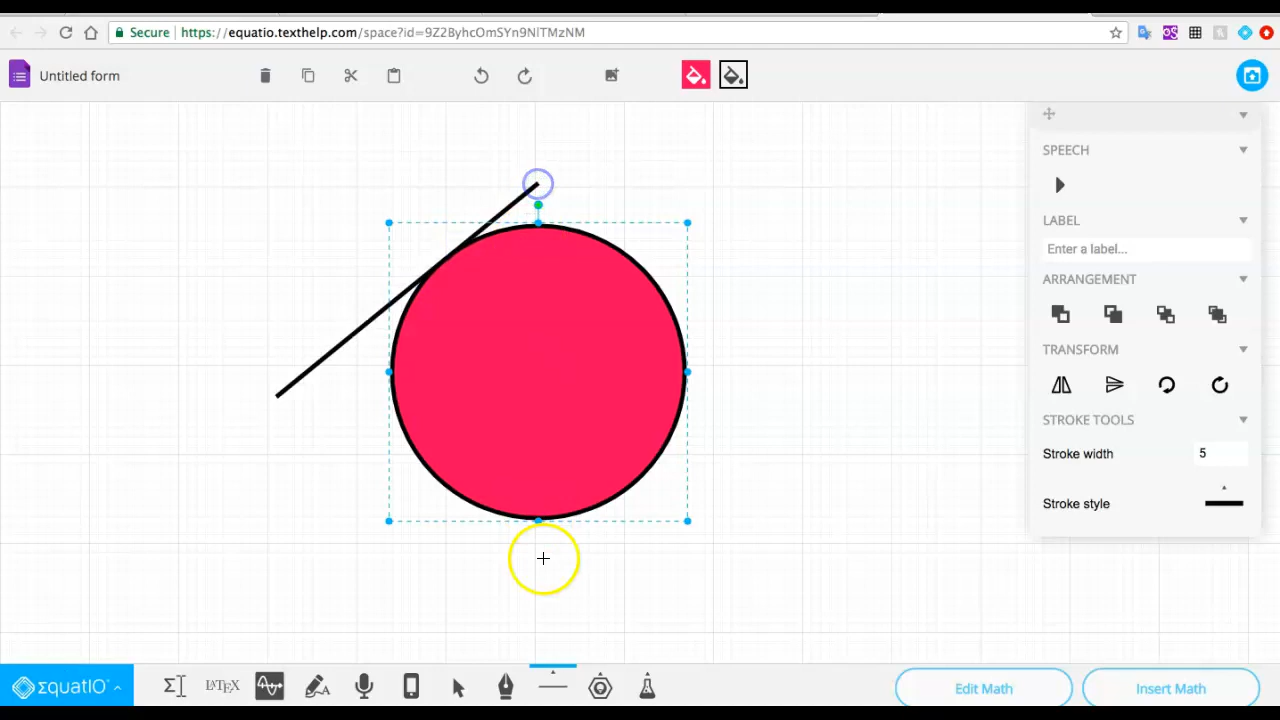 Secure https://equatio.texthelp.com/space?id=9Z2ByhcOmSYn9NlTMzNM
Untitled form
SPEECH
LABEL
Enter a label...
ARRANGEMENT
TRANSFORM
STROKE TOOLS
Stroke width 5
Stroke style
ΣquatIO LATEX Edit Math Insert Math